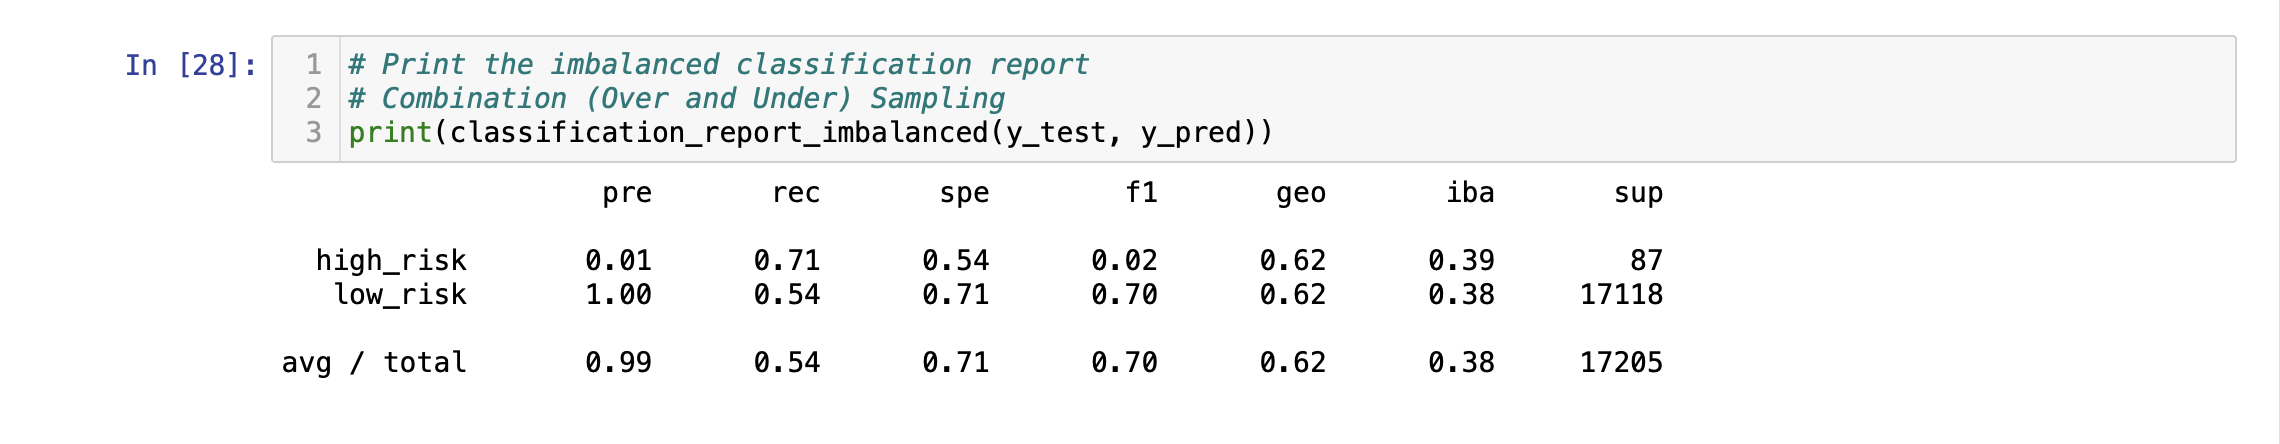 In [28]:
1 # Print the imbalanced classification report
2 # Combination (Over and Under) Sampling
3 print(classification_report_imbalanced(y_test, y_pred))
pre rec spe f1 geo iba sup
high_risk 0.01 0.71 0.54 0.02 0.62 0.39 87
low_risk 1.00 0.54 0.71 0.70 0.62 0.38 17118
avg / total 0.99 0.54 0.71 0.70 0.62 0.38 17205